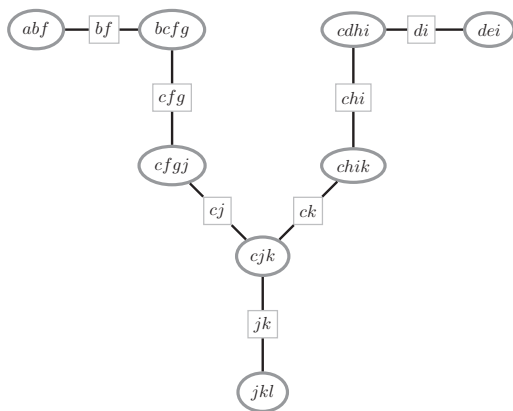 abf bf bcfg cdhi di dei
cfg chi
cfgj chik
cj ck
cjk
jk
jkl